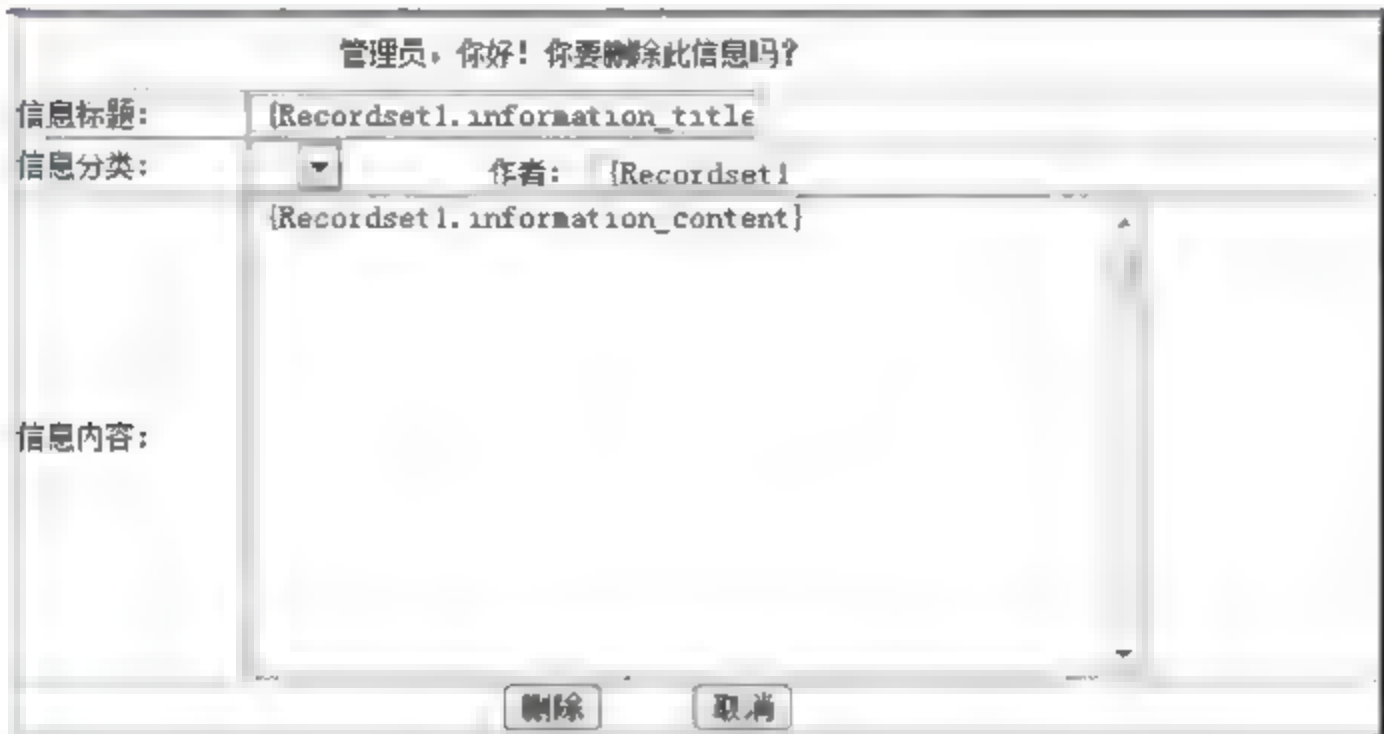 管理员，你好！你要删除此信息吗？
信息标题： {Recordset1.information_title
信息分类： 作者： {Recordset1
{Recordset1.information_content}
信息内容：
删除 取消